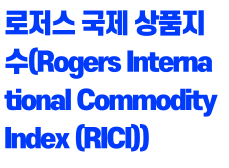 로저스 국제 상품지
수(Rogers Interna
tional Commodity
Index (RICI))